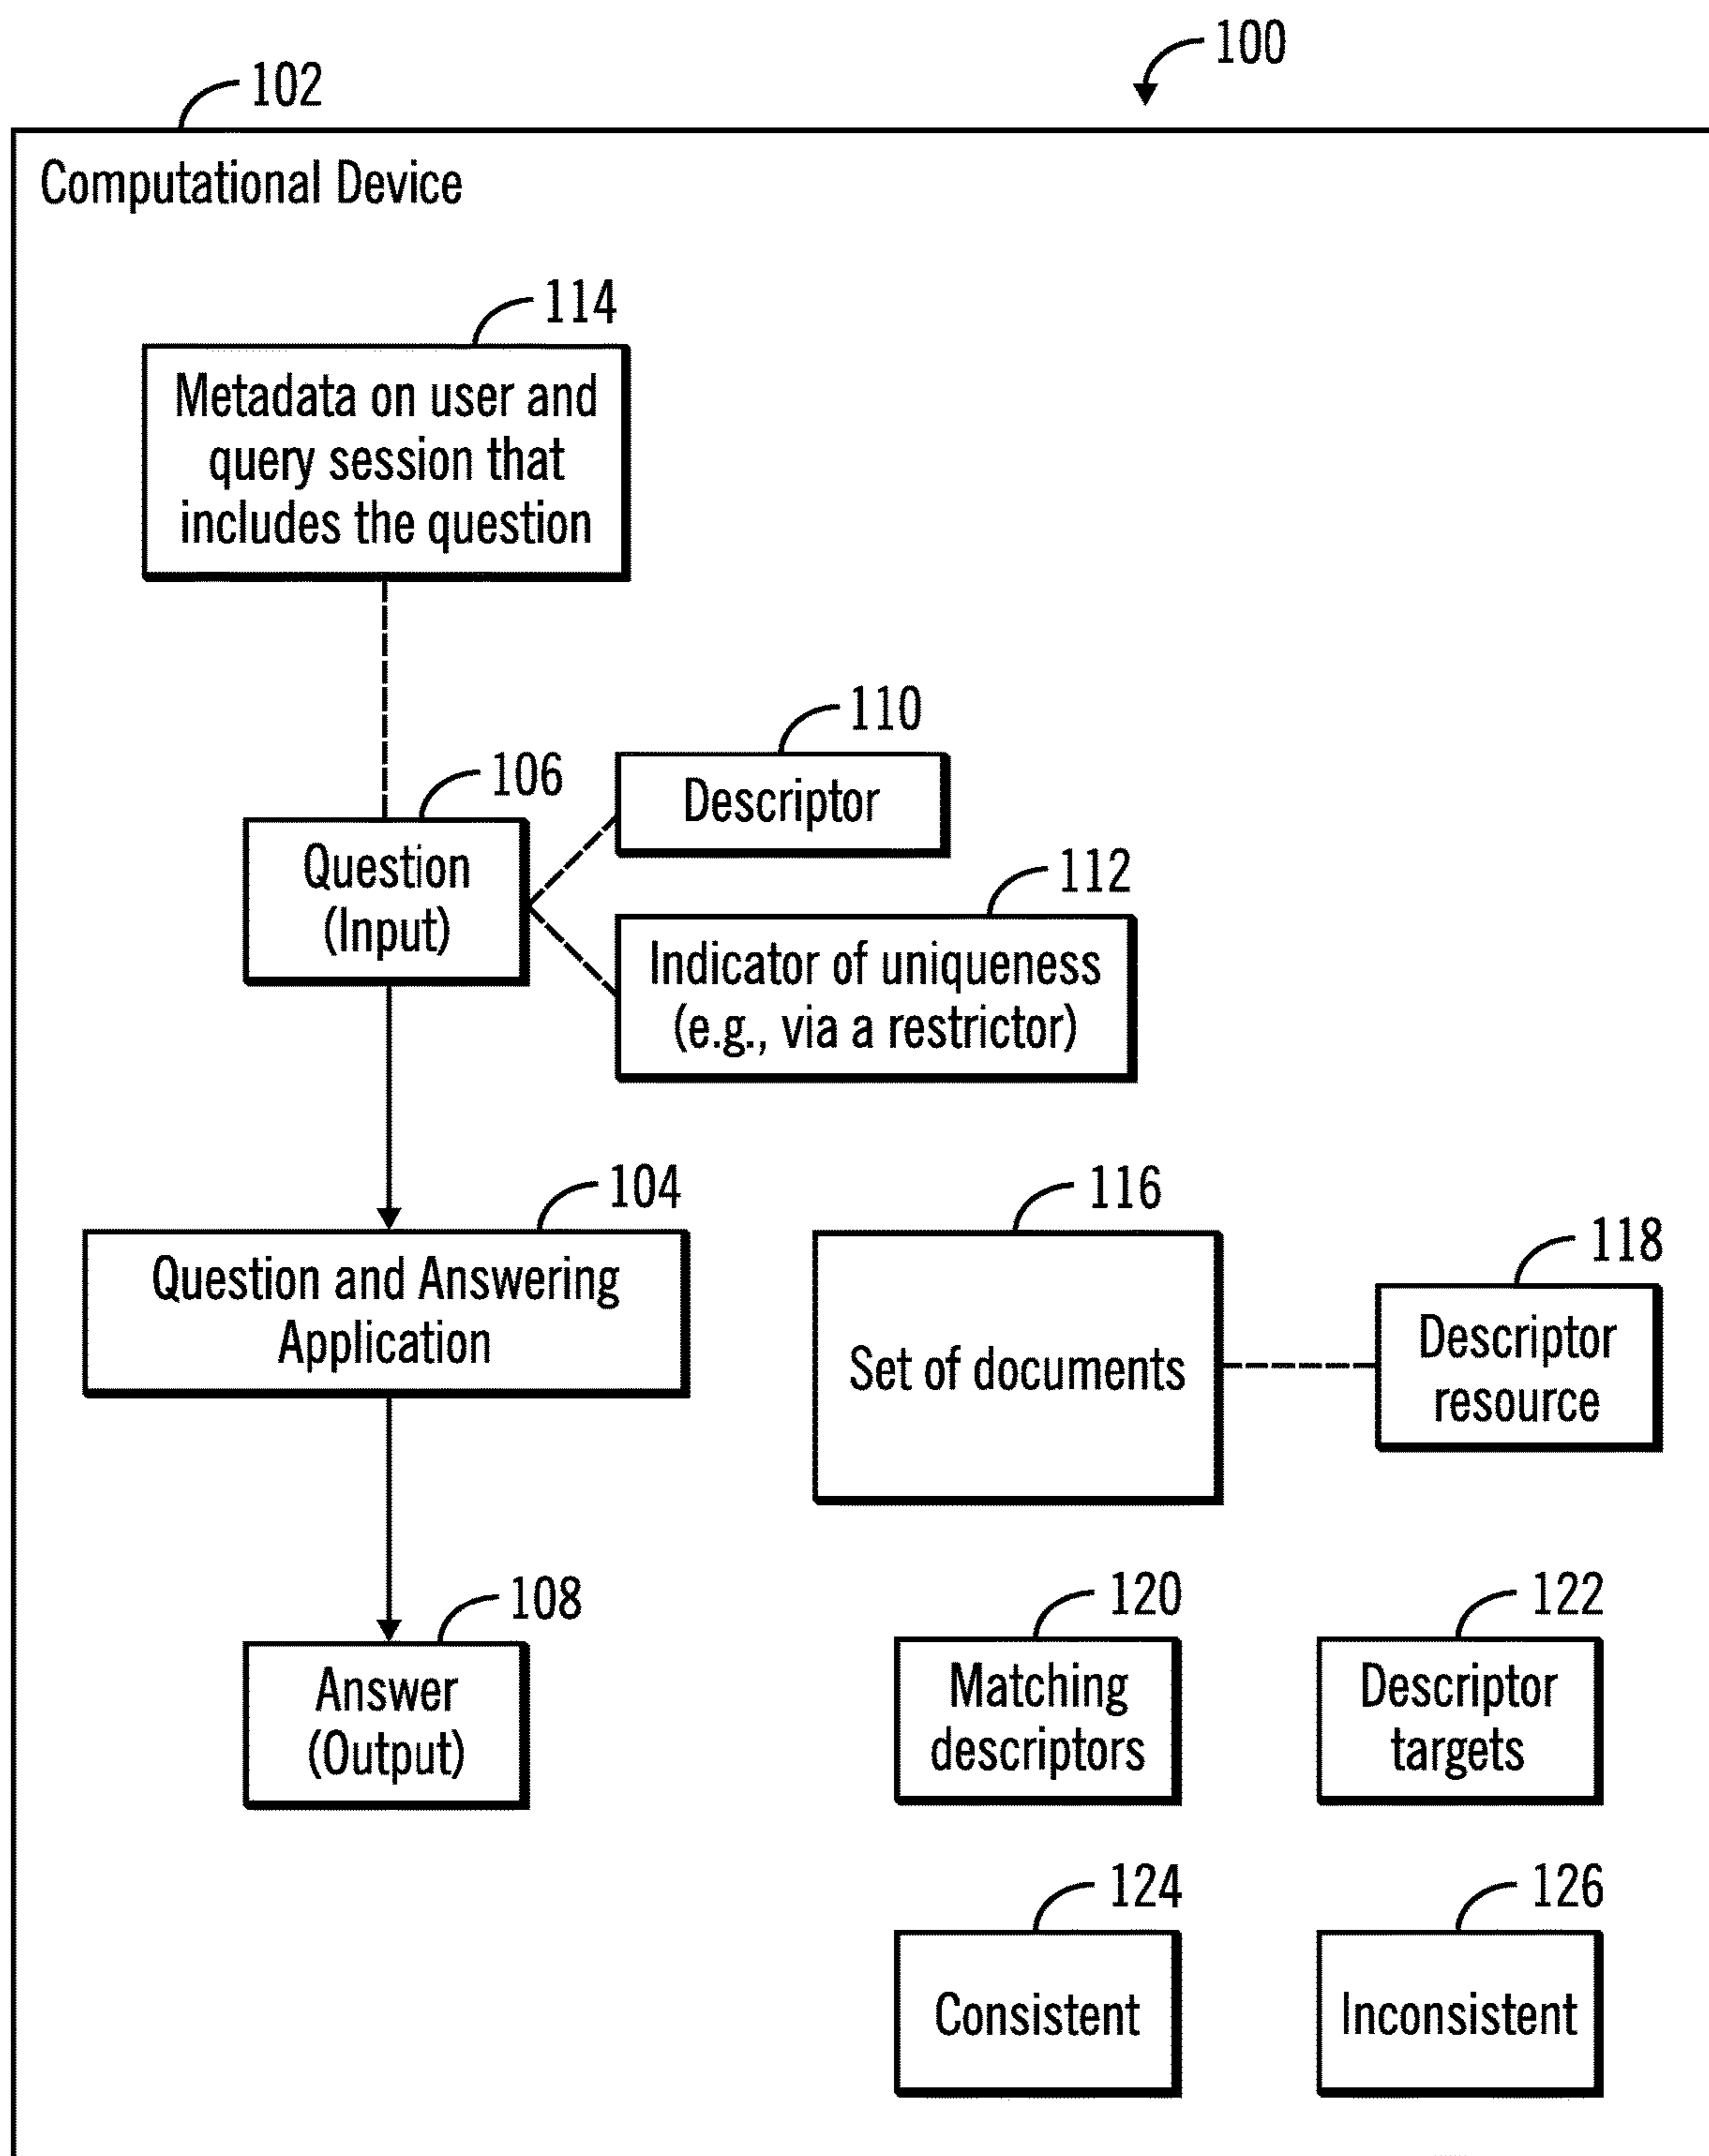 100
102
Computational Device
114
Metadata on user and
query session that
includes the question
110
Descriptor
106
Question
(Input)
112
Indicator of uniqueness
(e.g., via a restrictor)
104
Question and Answering
Application
116
Set of documents
118
Descriptor
resource
108
Answer
(Output)
120
Matching
descriptors
122
Descriptor
targets
124
Consistent
126
Inconsistent